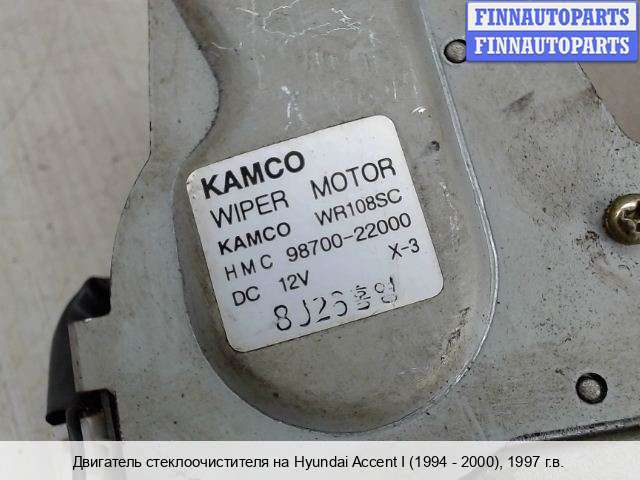 FINNAUTOPARTS
FINNAUTOPARTS
KAMCO
WIPER MOTOR
KAMCO WR108SC
HMC 98700-22000
DC 12V X-3
Двигатель стеклоочистителя на Hyundai Accent I (1994 - 2000), 1997 г.в.